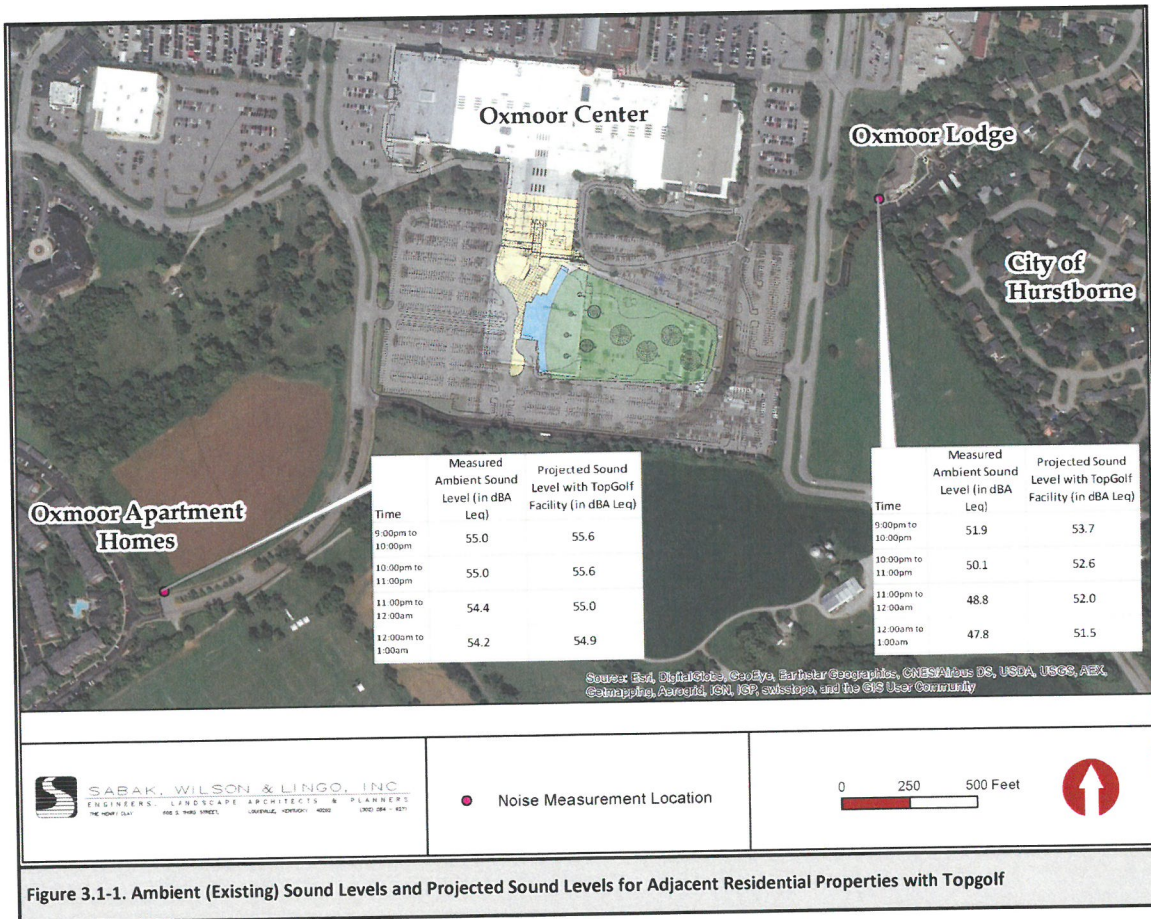 Oxmoor Center
Oxmoor Lodge
City of
Hurstborne
Oxmoor Apartment
Homes
Time
Measured
Ambient Sound
Level (in dBA
Leq)
Projected Sound
Level with TopGolf
Facility (in dBA Leq)
9:00pm to
10:00pm
55.0
55.6
10:00pm to
11:00pm
55.0
55.6
11:00pm to
12:00am
54.4
55.0
12:00am to
1:00am
54.2
54.9
Time
Measured
Ambient Sound
Level (in dBA
Leq)
Projected Sound
Level with TopGolf
Facility (in dBA Leq)
9:00pm to
10:00pm
51.9
53.7
10:00pm to
11:00pm
50.1
52.6
11:00pm to
12:00am
48.8
52.0
12:00am to
1:00am
47.8
51.5
Source: Esri, DigitalGlobe, GeoEye, Earthstar Geographics, CNES/Airbus DS, USDA, USGS, AEX,
Getmapping, Aerogrid, IGN, IGP, swisstopo, and the GIS User Community
SABAK, WILSON & LINGO, INC
ENGINEERS, LANDSCAPE ARCHITECTS & PLANNERS
THE HENRY CLAY 608 S. THIRD STREET, LOUISVILLE, KENTUCKY 40202
Noise Measurement Location
0 250 500 Feet
Figure 3.1-1. Ambient (Existing) Sound Levels and Projected Sound Levels for Adjacent Residential Properties with Topgolf